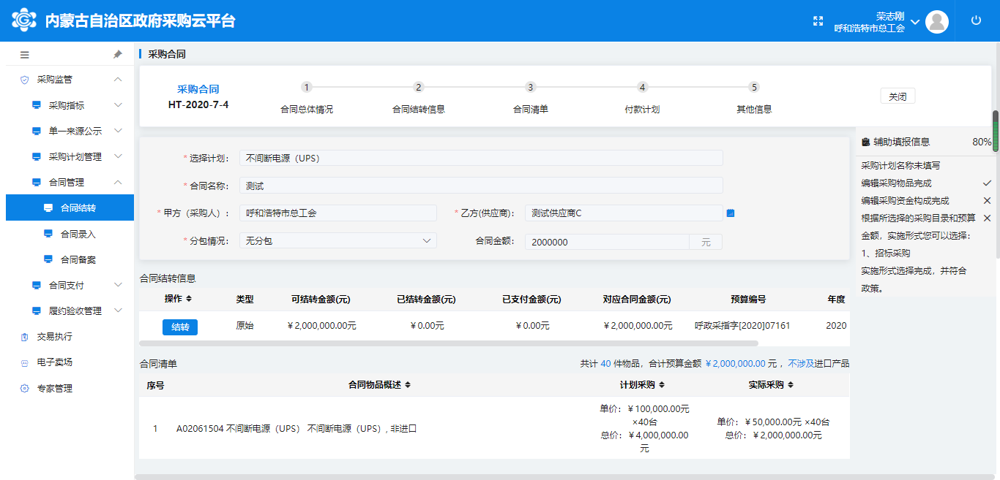 内蒙古自治区政府采购云平台
荣志刚
呼和浩特市总工会
采购监管
采购指标
单一来源公示
采购计划管理
合同管理
合同结转
合同录入
合同备案
合同支付
履约验收管理
交易执行
电子卖场
专家管理
采购合同
采购合同
HT-2020-7-4
1 2 3 4 5
合同总体情况 合同结转信息 合同清单 付款计划 其他信息
关闭
* 选择计划: 不间断电源（UPS）
* 合同名称: 测试
* 甲方（采购人）: 呼和浩特市总工会 * 乙方(供应商): 测试供应商C
* 分包情况: 无分包 合同金额: 2000000 元
辅助填报信息 80%
采购计划名称未填写
编辑采购物品完成
编辑采购资金构成完成
根据所选择的采购目录和预算
金额，实施形式您可以选择：
1、招标采购
实施形式选择完成，并符合
政策。
合同结转信息
操作 类型 可结转金额(元) 已结转金额(元) 已支付金额(元) 对应合同金额(元) 预算编号 年度
结转 原始 ￥2,000,000.00元 ￥0.00元 ￥0.00元 ￥2,000,000.00元 呼政采指字[2020]07161 2020
合同清单 共计 40 件物品，合计预算金额 ￥2,000,000.00 元 ，不涉及进口产品
序号 合同物品概述 计划采购 实际采购
1 A02061504 不间断电源（UPS） 不间断电源（UPS）, 非进口
单价：￥100,000.00元
×40台
总价：￥4,000,000.00
元
单价：￥50,000.00元 ×40台
总价：￥2,000,000.00元